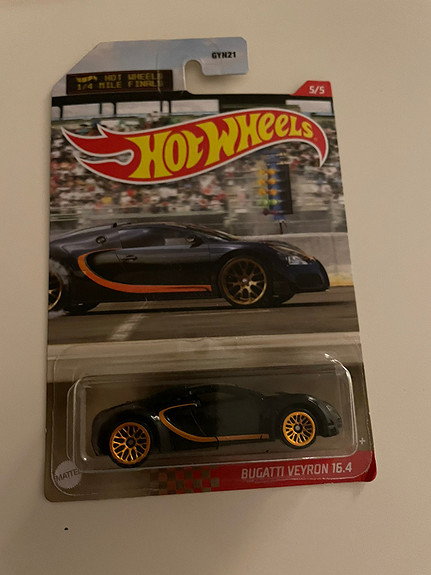 GYN21
HOT WHEELS
1/4 MILE FINALS
5/5
HOT WHEELS
MATTEL
BUGATTI VEYRON 16.4